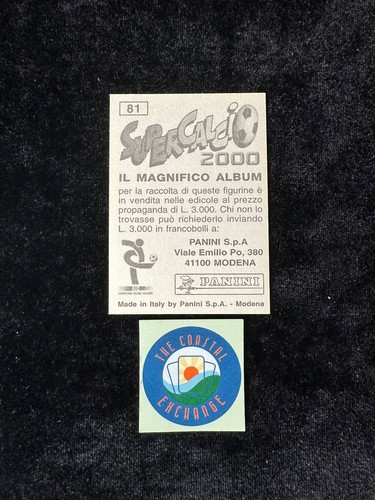 81
SUPERCALCIO
2000
IL MAGNIFICO ALBUM
per la raccolta di queste figurine è
in vendita nelle edicole al prezzo
propaganda di L. 3.000. Chi non lo
trovasse può richiederlo inviando
L. 3.000 in francobolli a:
PANINI S.p.A
Viale Emilio Po, 380
41100 MODENA
PANINI
Made in Italy by Panini S.p.A. - Modena
THE COASTAL
EXCHANGE